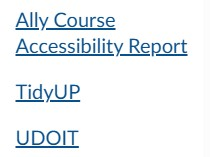 Ally Course
Accessibility Report
TidyUP
UDOIT